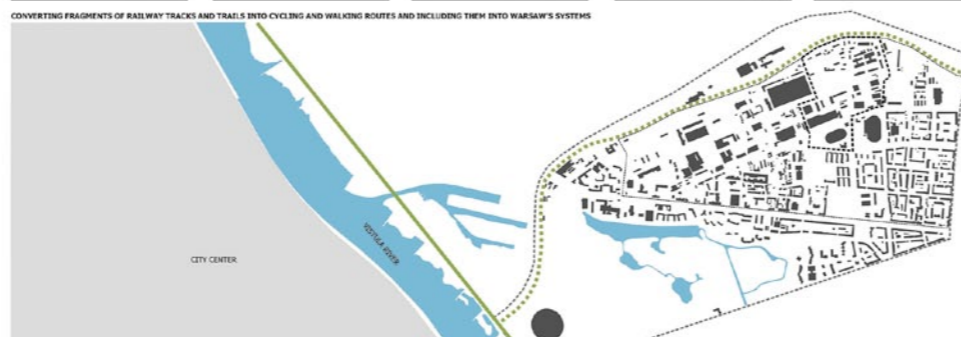 CONVERTING FRAGMENTS OF RAILWAY TRACKS AND TRAILS INTO CYCLING AND WALKING ROUTES AND INCLUDING THEM INTO WARSAW'S SYSTEMS
VISTULA RIVER
CITY CENTER